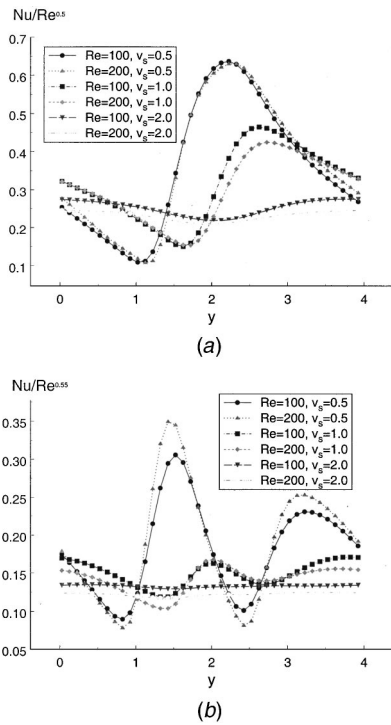 Nu/Re^0.5
0.7
0.6
0.4
0.3
0.1
Re=100, v_s=0.5
Re=200, v_s=0.5
Re=100, v_s=1.0
Re=200, v_s=1.0
Re=100, v_s=2.0
Re=200, v_s=2.0
0 1 2 3 4
y
(a)
Nu/Re^0.55
0.35
0.30
0.25
0.20
0.15
0.10
0.05
Re=100, v_s=0.5
Re=200, v_s=0.5
Re=100, v_s=1.0
Re=200, v_s=1.0
Re=100, v_s=2.0
Re=200, v_s=2.0
0 1 2 3 4
y
(b)